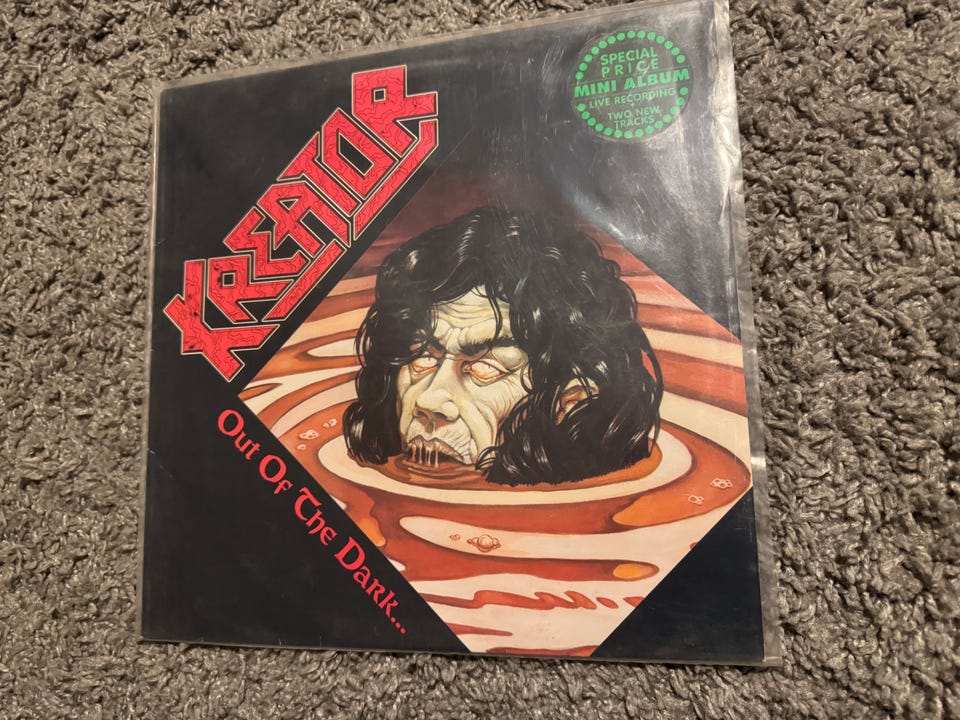 KREATOR
Out Of The Dark...
SPECIAL
PRICE
MINI ALBUM
LIVE RECORDING
+
TWO NEW
TRACKS